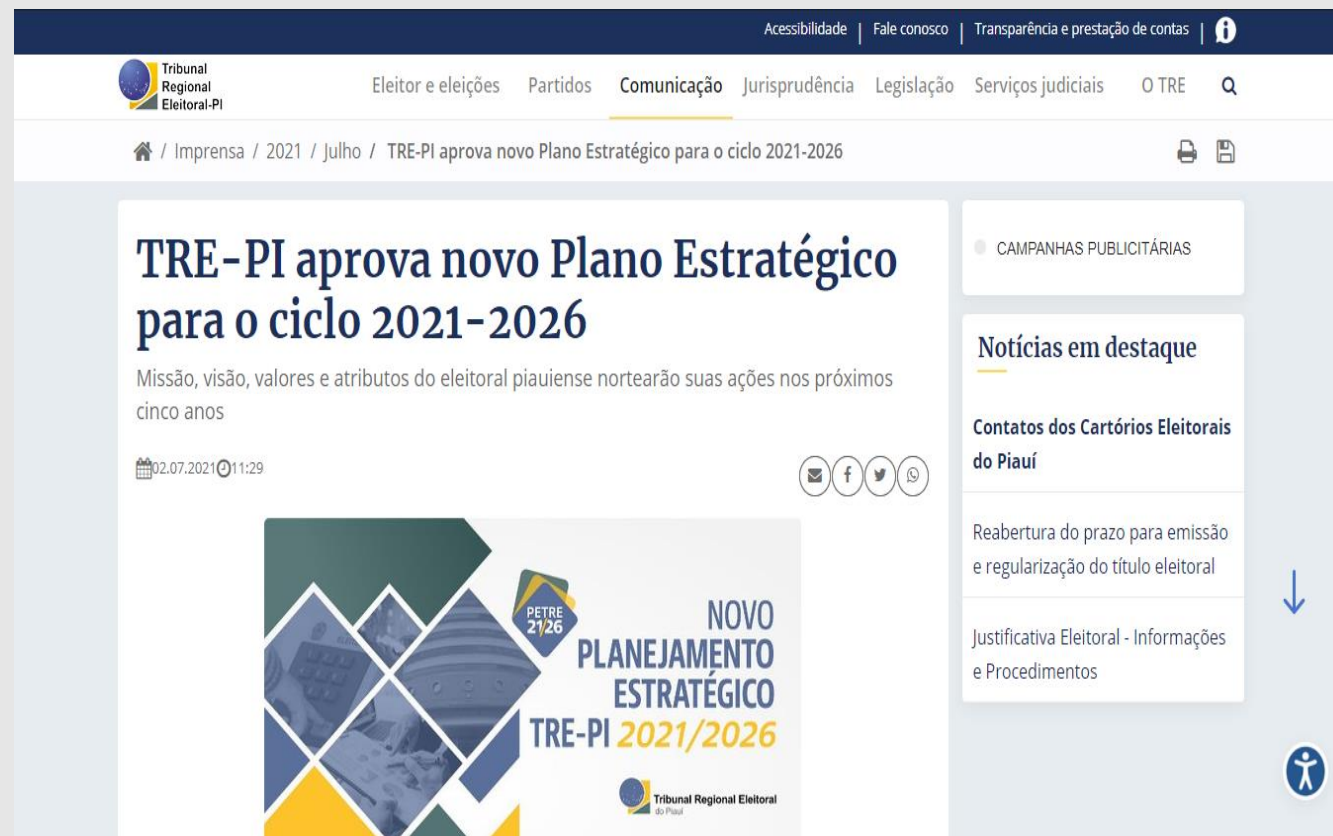 Acessibilidade | Fale conosco | Transparência e prestação de contas |
Tribunal
Regional
Eleitoral-PI
Eleitor e eleições Partidos Comunicação Jurisprudência Legislação Serviços judiciais O TRE
/ Imprensa / 2021 / Julho / TRE-PI aprova novo Plano Estratégico para o ciclo 2021-2026
TRE-PI aprova novo Plano Estratégico
para o ciclo 2021-2026
Missão, visão, valores e atributos do eleitoral piauiense nortearão suas ações nos próximos
cinco anos
02.07.2021 11:29
PETRE
21/26
NOVO
PLANEJAMENTO
ESTRATÉGICO
TRE-PI 2021/2026
Tribunal Regional Eleitoral
do Piauí
CAMPANHAS PUBLICITÁRIAS
Notícias em destaque
Contatos dos Cartórios Eleitorais
do Piauí
Reabertura do prazo para emissão
e regularização do título eleitoral
Justificativa Eleitoral - Informações
e Procedimentos